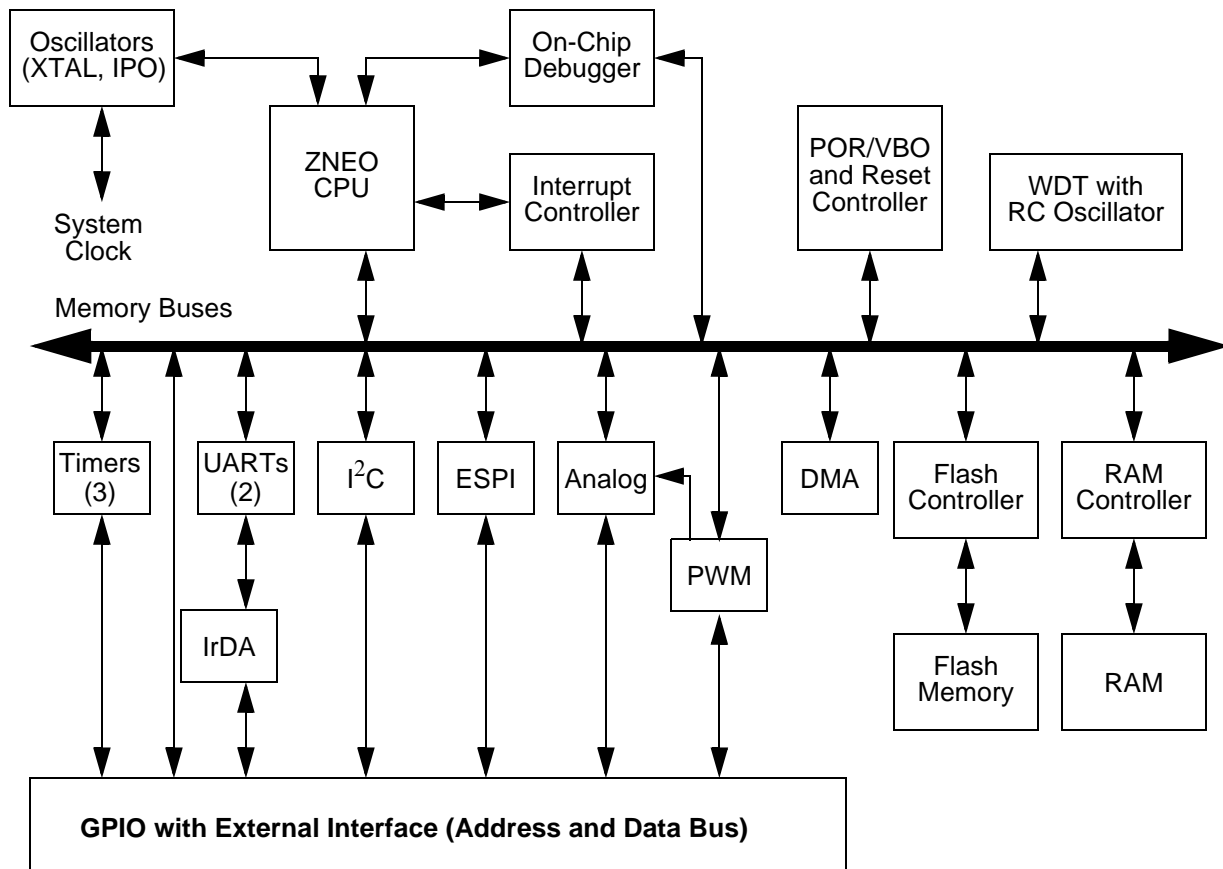 Oscillators
(XTAL, IPO)
On-Chip
Debugger
ZNEO
CPU
Interrupt
Controller
POR/VBO
and Reset
Controller
WDT with
RC Oscillator
System
Clock
Memory Buses
Timers
(3)
UARTs
(2)
I²C
ESPI
Analog
DMA
Flash
Controller
RAM
Controller
PWM
IrDA
Flash
Memory
RAM
GPIO with External Interface (Address and Data Bus)